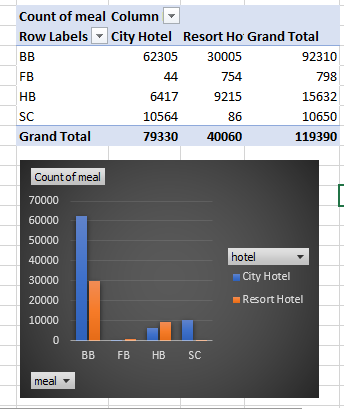 Count of meal Column
Row Labels City Hotel Resort Ho Grand Total
BB 62305 30005 92310
FB 44 754 798
HB 6417 9215 15632
SC 10564 86 10650
Grand Total 79330 40060 119390
Count of meal
70000
60000
50000
40000
30000
20000
10000
0
BB FB HB SC
hotel
City Hotel
Resort Hotel
meal